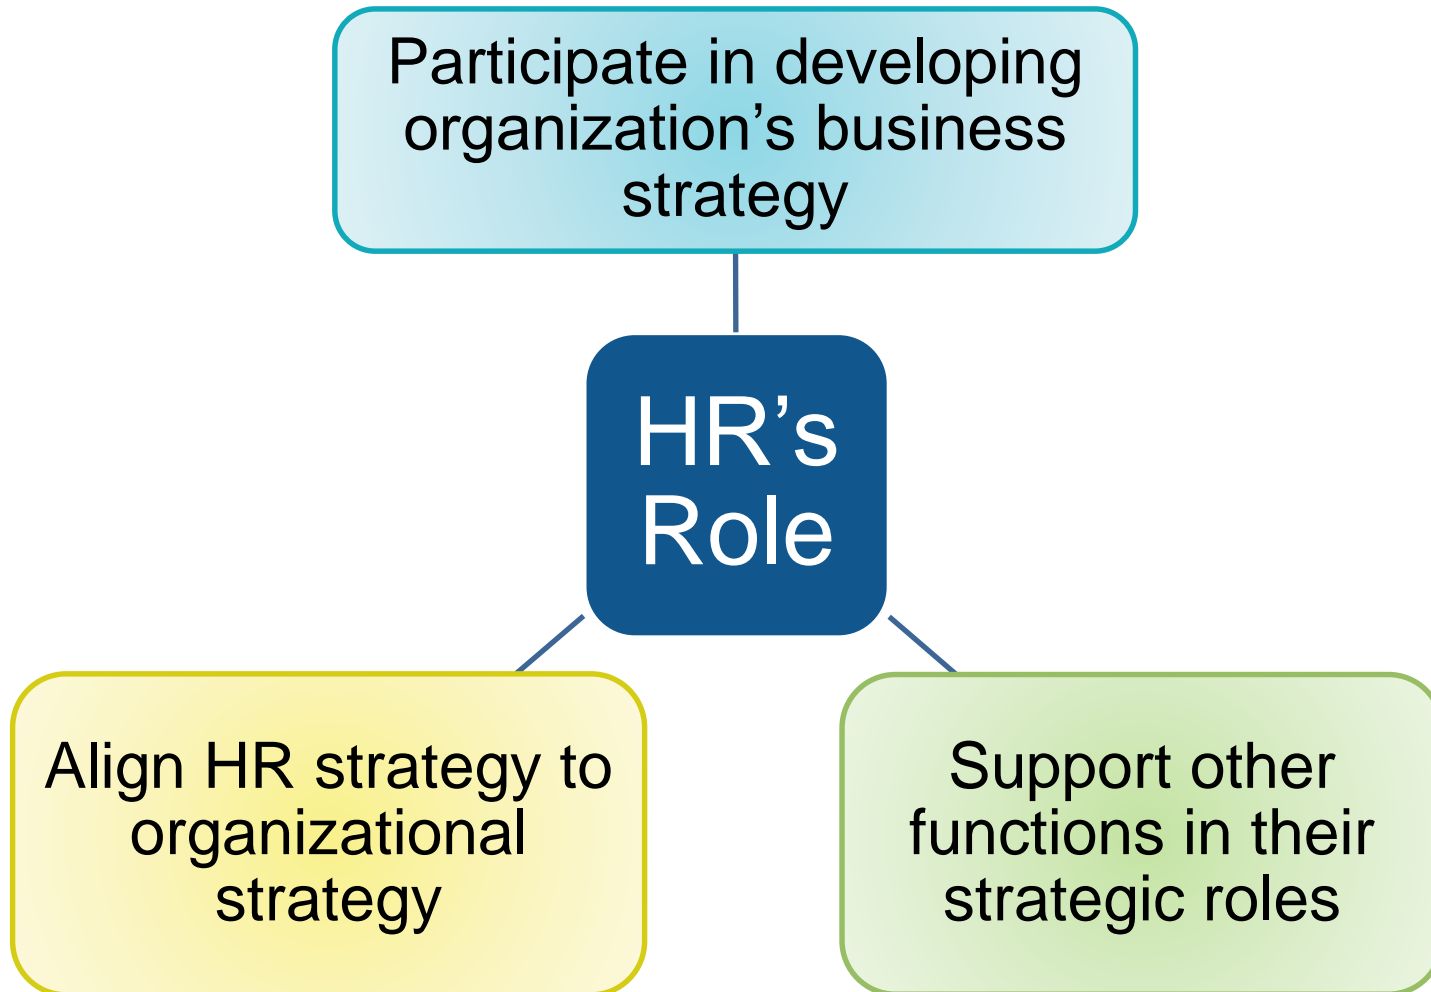 Participate in developing
organization’s business
strategy
HR’s
Role
Align HR strategy to
organizational
strategy
Support other
functions in their
strategic roles